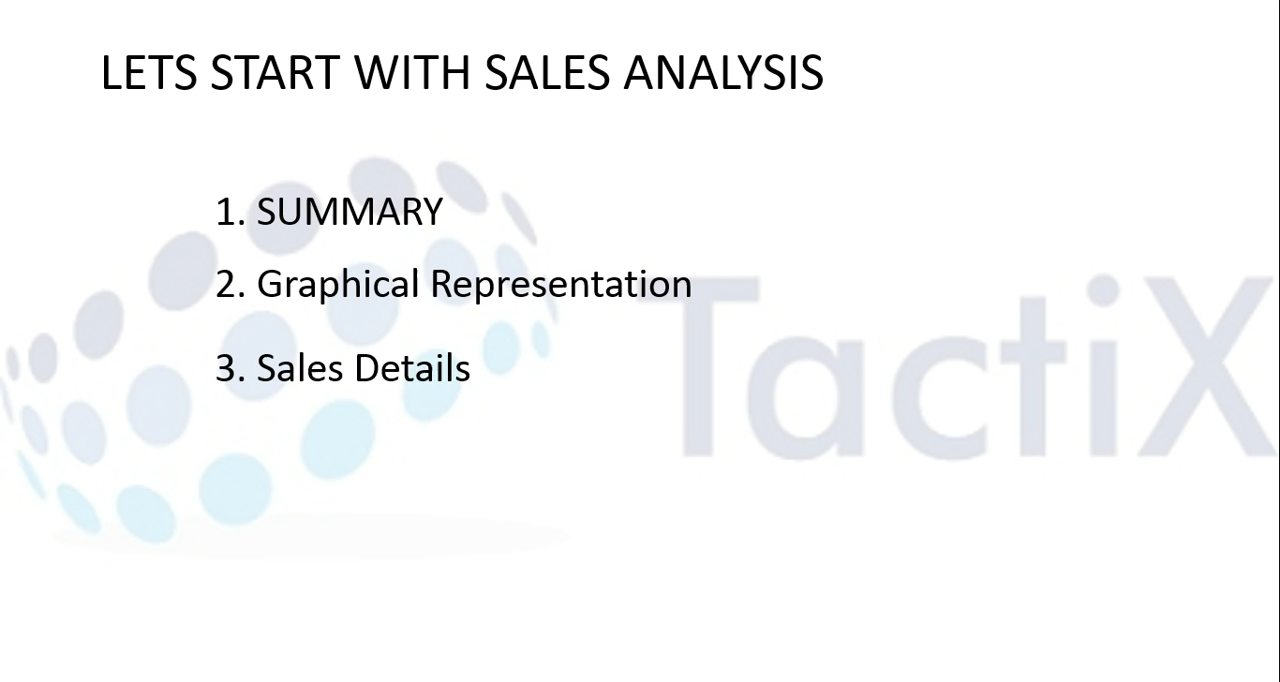 LETS START WITH SALES ANALYSIS
1. SUMMARY
2. Graphical Representation
3. Sales Details
TactiX